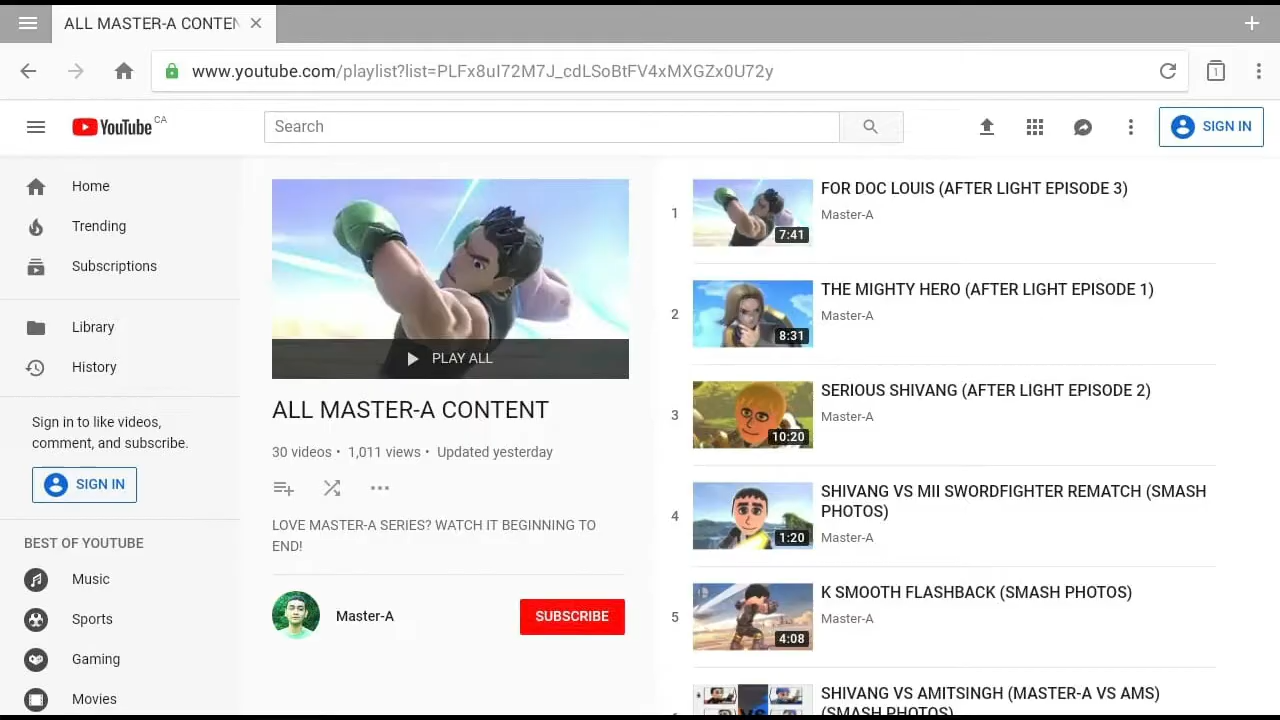 ALL MASTER-A CONTEN
www.youtube.com/playlist?list=PLFx8uI72M7J_cdLSoBtFV4xMXGZx0U72y
1
YouTube CA
Search
SIGN IN
Home
Trending
Subscriptions
Library
History
Sign in to like videos,
comment, and subscribe.
SIGN IN
BEST OF YOUTUBE
Music
Sports
Gaming
Movies
PLAY ALL
ALL MASTER-A CONTENT
30 videos • 1,011 views • Updated yesterday
LOVE MASTER-A SERIES? WATCH IT BEGINNING TO
END!
Master-A
SUBSCRIBE
1
7:41
FOR DOC LOUIS (AFTER LIGHT EPISODE 3)
Master-A
2
8:31
THE MIGHTY HERO (AFTER LIGHT EPISODE 1)
Master-A
3
10:20
SERIOUS SHIVANG (AFTER LIGHT EPISODE 2)
Master-A
4
1:20
SHIVANG VS MII SWORDFIGHTER REMATCH (SMASH
PHOTOS)
Master-A
5
4:08
K SMOOTH FLASHBACK (SMASH PHOTOS)
Master-A
VS
SHIVANG VS AMITSINGH (MASTER-A VS AMS)
(SMASH PHOTOS)